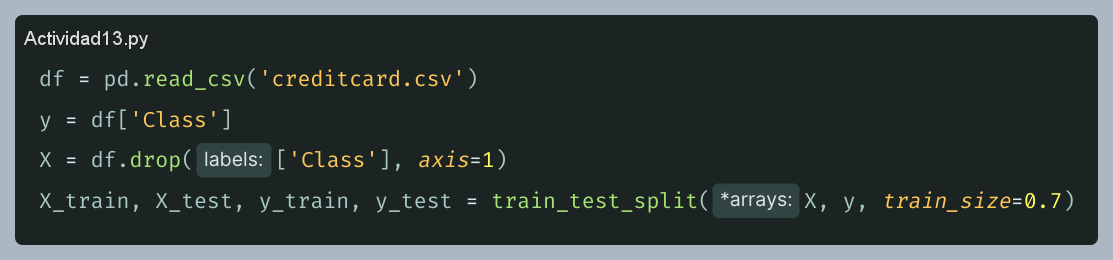 Actividad13.py
df = pd.read_csv('creditcard.csv')
y = df['Class']
X = df.drop(labels: ['Class'], axis=1)
X_train, X_test, y_train, y_test = train_test_split(*arrays: X, y, train_size=0.7)